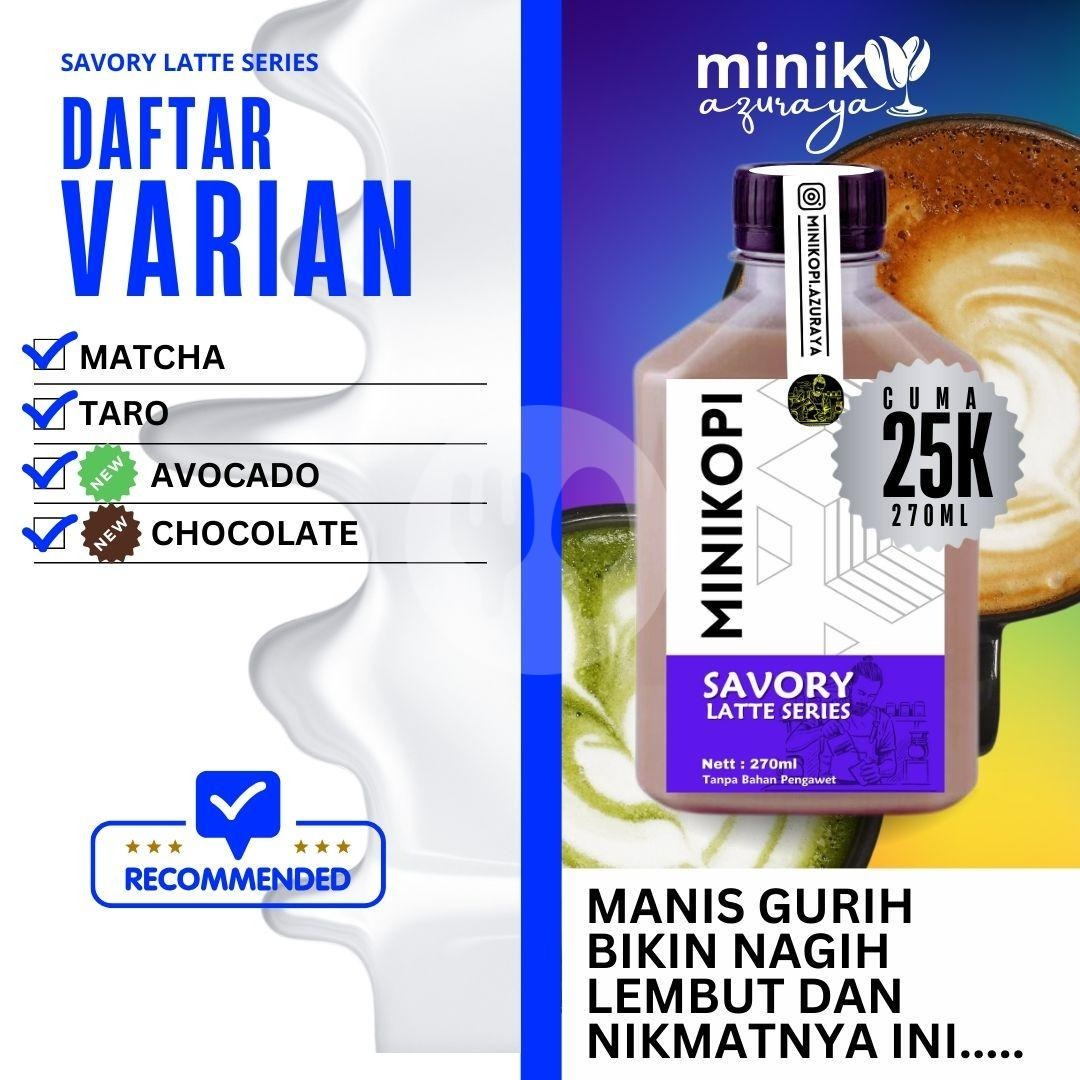 SAVORY LATTE SERIES
DAFTAR
VARIAN
MATCHA
TARO
NEW AVOCADO
NEW CHOCOLATE
RECOMMENDED
minik
azuraya
MINIKOPI.AZURAYA
CUMA
25K
270ML
MINIKOPI
SAVORY
LATTE SERIES
Nett : 270ml
Tanpa Bahan Pengawet
MANIS GURIH
BIKIN NAGIH
LEMBUT DAN
NIKMATNYA INI.....